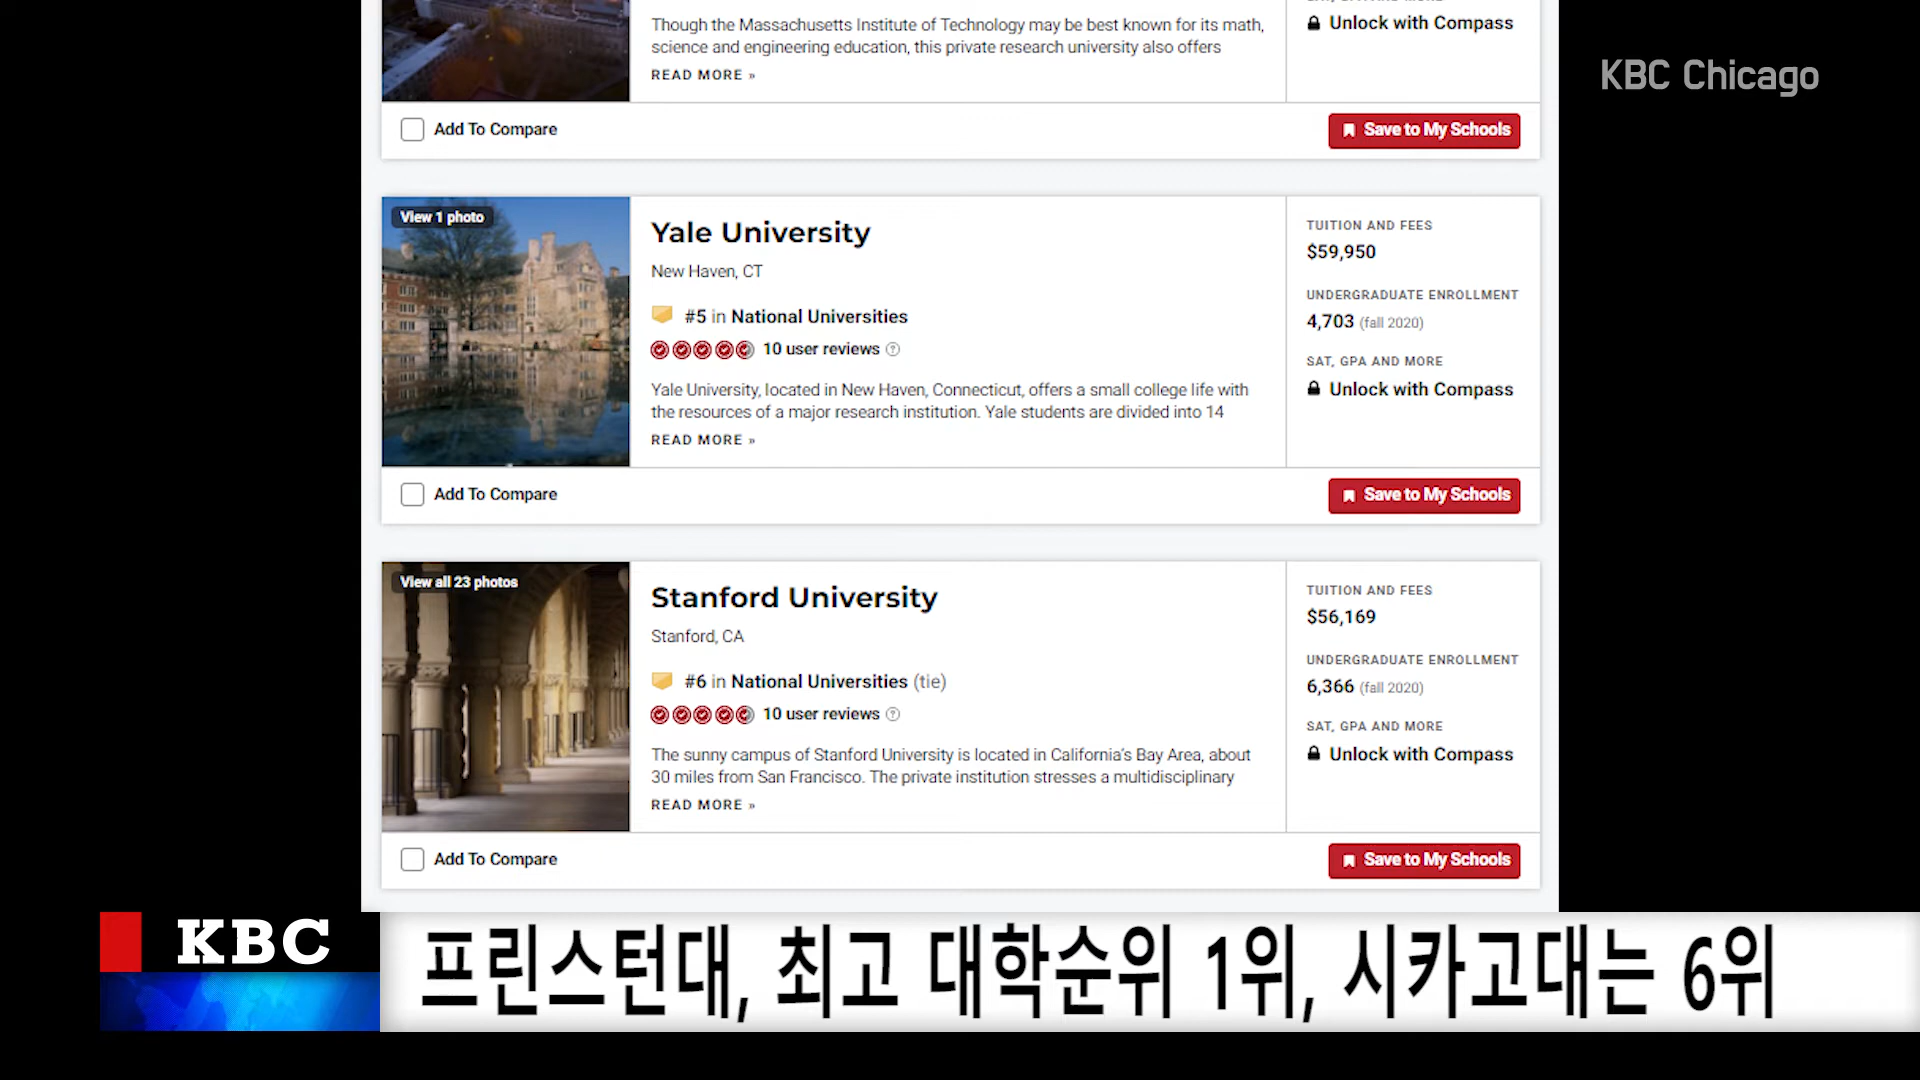 Though the Massachusetts Institute of Technology may be best known for its math,
science and engineering education, this private research university also offers
READ MORE »
Unlock with Compass
KBC Chicago
Add To Compare
Save to My Schools
View 1 photo
Yale University
New Haven, CT
#5 in National Universities
10 user reviews
Yale University, located in New Haven, Connecticut, offers a small college life with
the resources of a major research institution. Yale students are divided into 14
READ MORE »
TUITION AND FEES
$59,950
UNDERGRADUATE ENROLLMENT
4,703 (fall 2020)
SAT, GPA AND MORE
Unlock with Compass
Add To Compare
Save to My Schools
View all 23 photos
Stanford University
Stanford, CA
#6 in National Universities (tie)
10 user reviews
The sunny campus of Stanford University is located in California's Bay Area, about
30 miles from San Francisco. The private institution stresses a multidisciplinary
READ MORE »
TUITION AND FEES
$56,169
UNDERGRADUATE ENROLLMENT
6,366 (fall 2020)
SAT, GPA AND MORE
Unlock with Compass
Add To Compare
Save to My Schools
KBC
프린스턴대, 최고 대학순위 1위, 시카고대는 6위